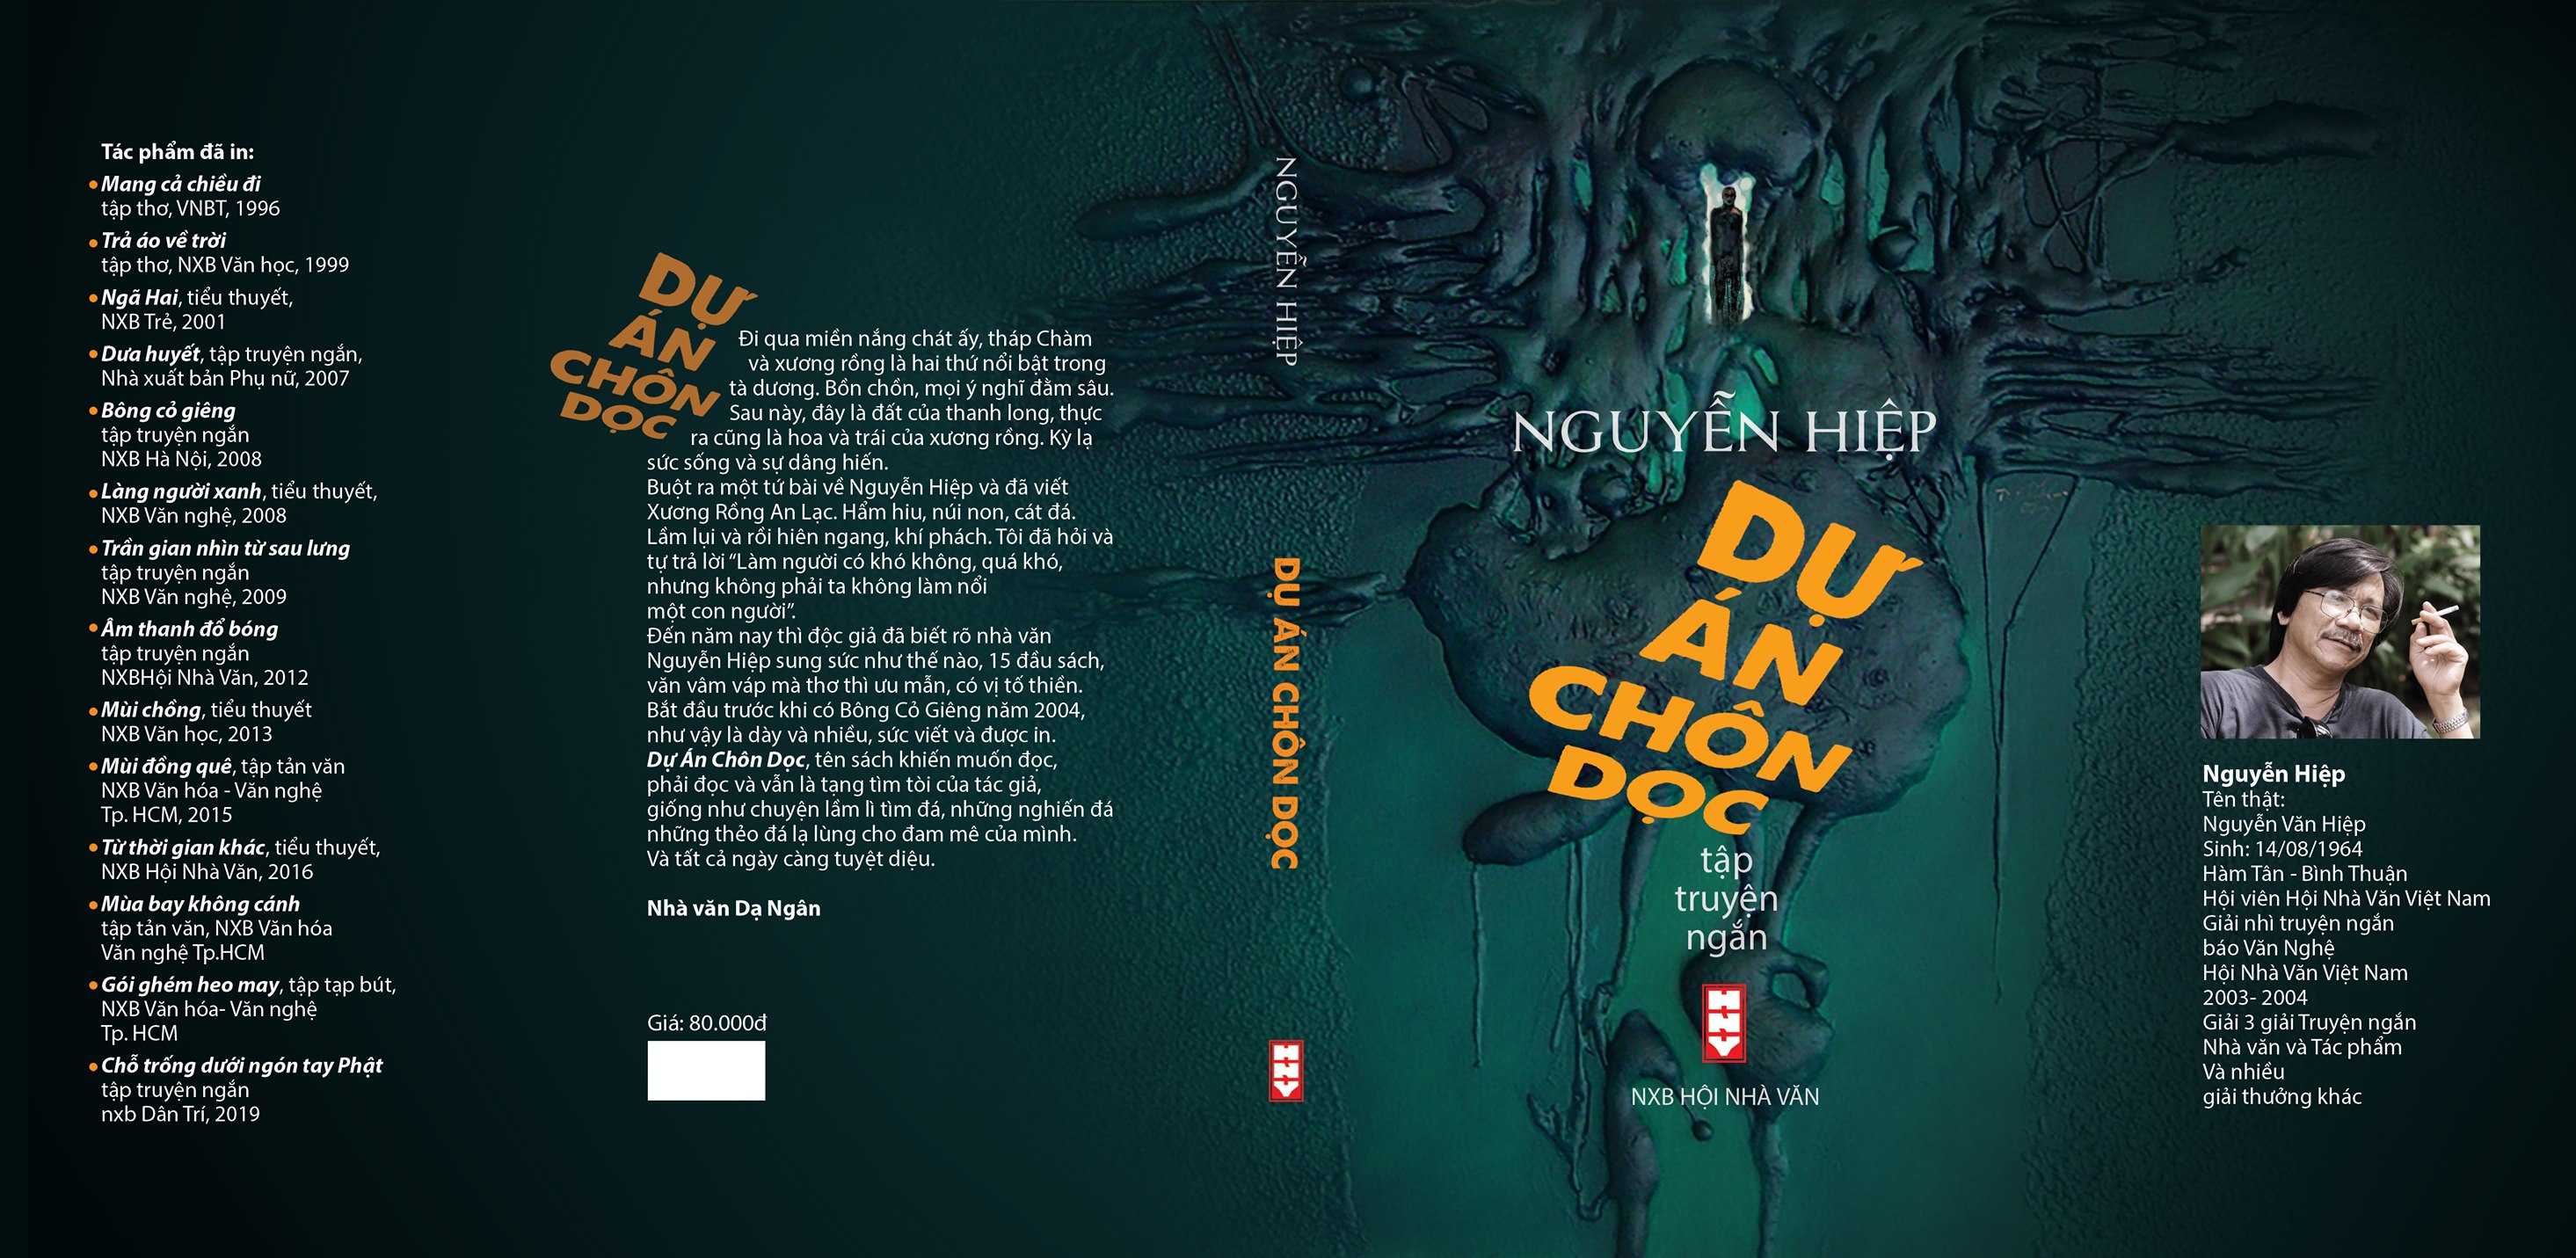 Tác phẩm đã in:
Mang cả chiều đi
tập thơ, VNBT, 1996
Trả áo về trời
tập thơ, NXB Văn học, 1999
Ngã Hai, tiểu thuyết,
NXB Trẻ, 2001
Dưa huyết, tập truyện ngắn,
Nhà xuất bản Phụ nữ, 2007
Bông cỏ giêng
tập truyện ngắn
NXB Hà Nội, 2008
Làng người xanh, tiểu thuyết,
NXB Văn nghệ, 2008
Trần gian nhìn từ sau lưng
tập truyện ngắn
NXB Văn nghệ, 2009
Âm thanh đổ bóng
tập truyện ngắn
NXBHội Nhà Văn, 2012
Mùi chồng, tiểu thuyết
NXB Văn học, 2013
Mùi đồng quê, tập tản văn
NXB Văn hóa - Văn nghệ
Tp. HCM, 2015
Từ thời gian khác, tiểu thuyết,
NXB Hội Nhà Văn, 2016
Mùa bay không cánh
tập tản văn, NXB Văn hóa
Văn nghệ Tp.HCM
Gói ghém heo may, tập tạp bút,
NXB Văn hóa- Văn nghệ
Tp. HCM
Chỗ trống dưới ngón tay Phật
tập truyện ngắn
nxb Dân Trí, 2019
DỰ
ÁN
CHÔN
DỌC
Đi qua miền nắng chát ấy, tháp Chàm
và xương rồng là hai thứ nổi bật trong
tà dương. Bồn chồn, mọi ý nghĩ đằm sâu.
Sau này, đây là đất của thanh long, thực
ra cũng là hoa và trái của xương rồng. Kỳ lạ
sức sống và sự dâng hiến.
Buột ra một tứ bài về Nguyễn Hiệp và đã viết
Xương Rồng An Lạc. Hẩm hiu, núi non, cát đá.
Lầm lụi và rồi hiên ngang, khí phách. Tôi đã hỏi và
tự trả lời “Làm người có khó không, quá khó,
nhưng không phải ta không làm nổi
một con người”.
Đến năm nay thì độc giả đã biết rõ nhà văn
Nguyễn Hiệp sung sức như thế nào, 15 đầu sách,
văn vâm váp mà thơ thì ưu mẫn, có vị tố thiền.
Bắt đầu trước khi có Bông Cỏ Giêng năm 2004,
như vậy là dày và nhiều, sức viết và được in.
Dự Án Chôn Dọc, tên sách khiến muốn đọc,
phải đọc và vẫn là tạng tìm tòi của tác giả,
giống như chuyện lầm lì tìm đá, những nghiến đá
những thẻo đá lạ lùng cho đam mê của mình.
Và tất cả ngày càng tuyệt diệu.
Nhà văn Dạ Ngân
Giá: 80.000đ
NGUYỄN HIỆP
DỰ ÁN CHÔN DỌC
NGUYỄN HIỆP
DỰ
ÁN
CHÔN
DỌC
tập
truyện
ngắn
NXB HỘI NHÀ VĂN
Nguyễn Hiệp
Tên thật:
Nguyễn Văn Hiệp
Sinh: 14/08/1964
Hàm Tân - Bình Thuận
Hội viên Hội Nhà Văn Việt Nam
Giải nhì truyện ngắn
báo Văn Nghệ
Hội Nhà Văn Việt Nam
2003- 2004
Giải 3 giải Truyện ngắn
Nhà văn và Tác phẩm
Và nhiều
giải thưởng khác